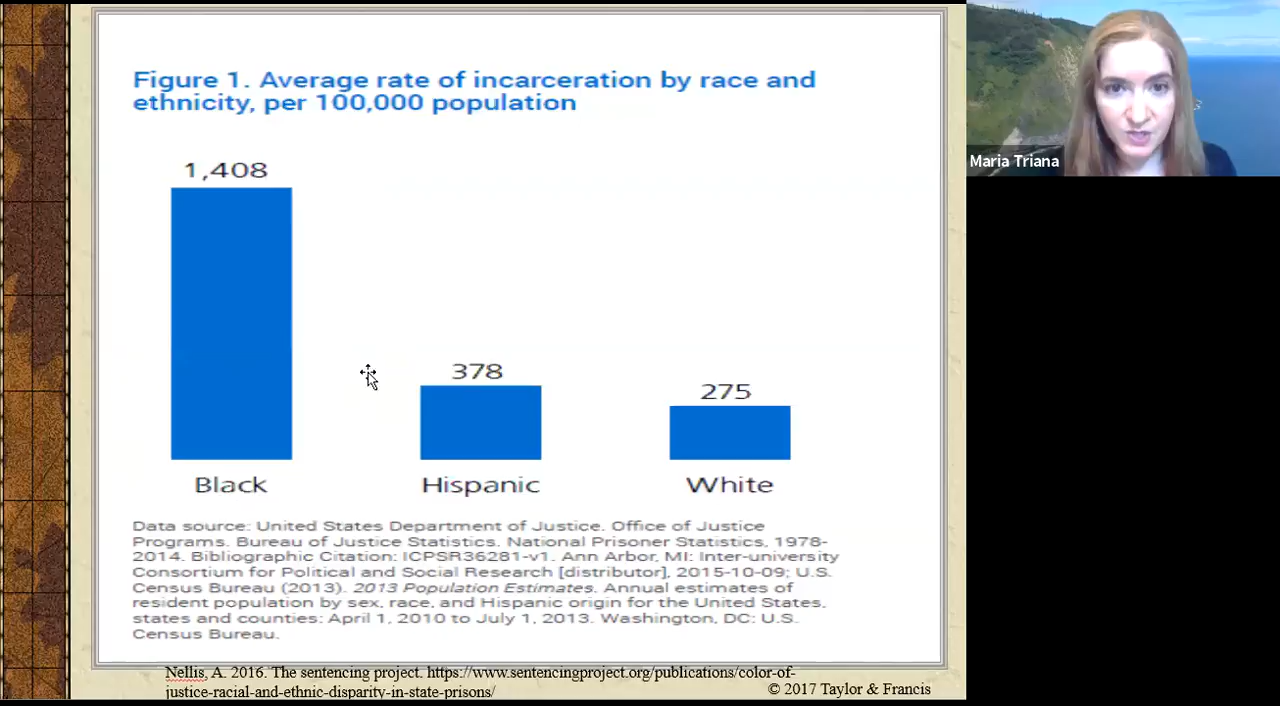 Figure 1. Average rate of incarceration by race and
ethnicity, per 100,000 population
1,408
378
275
Black
Hispanic
White
Data source: United States Department of Justice. Office of Justice
Programs. Bureau of Justice Statistics. National Prisoner Statistics, 1978-
2014. Bibliographic Citation: ICPSR36281-v1. Ann Arbor, MI: Inter-university
Consortium for Political and Social Research [distributor], 2015-10-09; U.S.
Census Bureau (2013). 2013 Population Estimates. Annual estimates of
resident population by sex, race, and Hispanic origin for the United States,
states and counties: April 1, 2010 to July 1, 2013. Washington, DC: U.S.
Census Bureau.
Nellis, A. 2016. The sentencing project. https://www.sentencingproject.org/publications/color-of-
justice-racial-and-ethnic-disparity-in-state-prisons/
© 2017 Taylor & Francis
Maria Triana